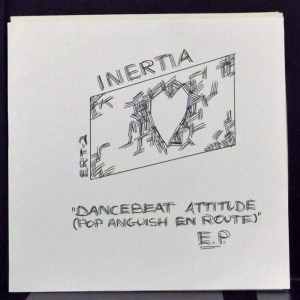 INERTIA
ERT-2
"DANCEBEAT ATTITUDE
(POP ANGUISH EN ROUTE)"
E.P.